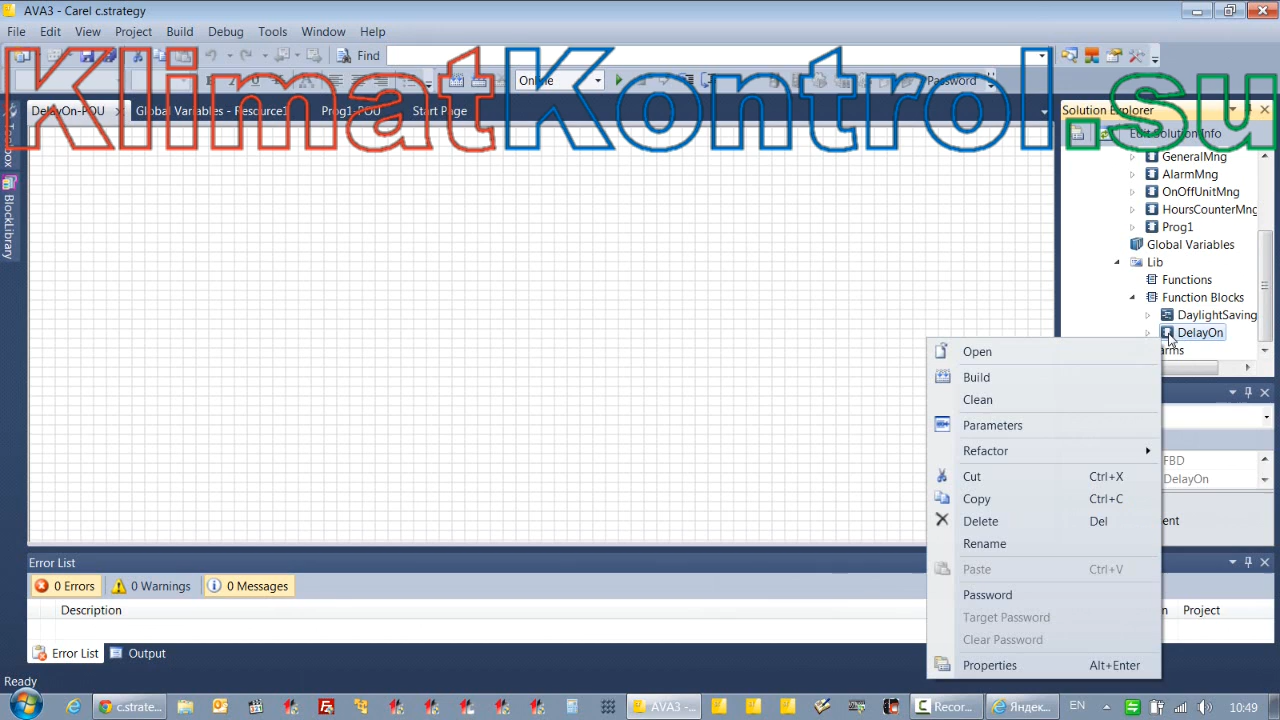 AVA3 - Carel c.strategy
File Edit View Project Build Debug Tools Window Help
Find
KlimatKontrol.su
Online
Password
DelayOn-POU
Global Variables - Resource1
Prog1-POU
Start Page
Toolbox
BlockLibrary
Solution Explorer
Edit Solution Info
GeneralMng
AlarmMng
OnOffUnitMng
HoursCounterMng
Prog1
Global Variables
Lib
Functions
Function Blocks
DaylightSaving
DelayOn
arms
Open
Build
Clean
Parameters
Refactor
Cut Ctrl+X
Copy Ctrl+C
Delete Del
Rename
Paste Ctrl+V
Password
Target Password
Clear Password
Properties Alt+Enter
FBD
DelayOn
ent
Error List
0 Errors 0 Warnings 0 Messages
Description
n Project
Error List Output
Ready
c.strate...
AVA3 - ...
Recor...
Яндек...
EN
10:49